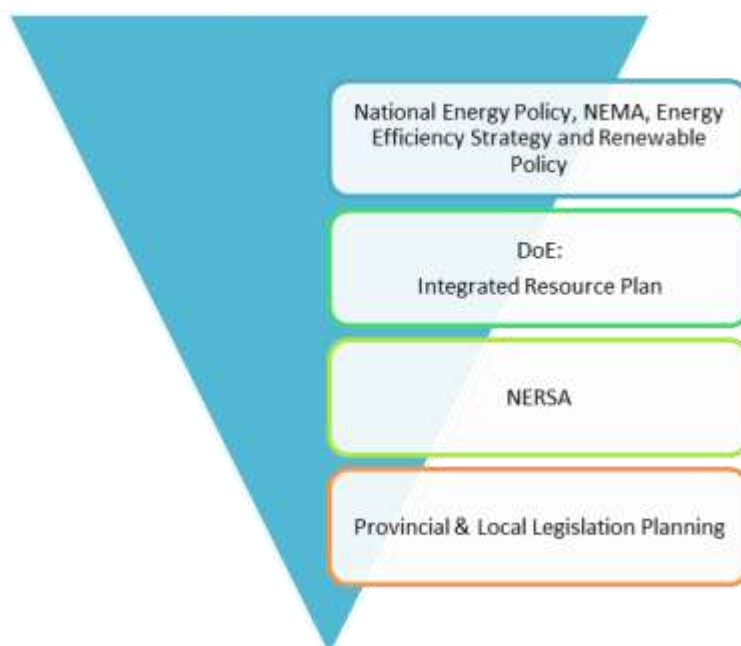 National Energy Policy, NEMA, Energy
Efficiency Strategy and Renewable
Policy
DoE:
Integrated Resource Plan
NERSA
Provincial & Local Legislation Planning